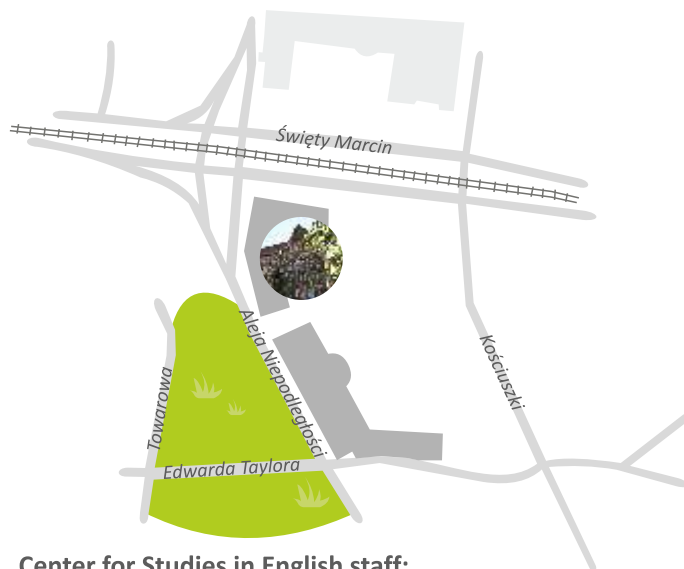 Święty Marcin
Aleja Niepodległości
Kościuszki
Towarowa
Edwarda Taylora
Center for Studies in English staff: